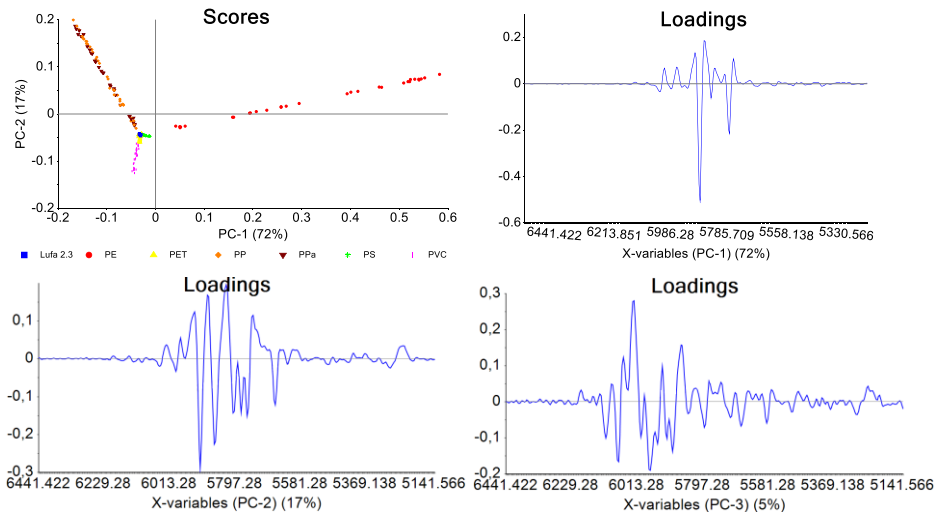 Scores
0.2
0.1
0
-0.1
-0.2
PC-2 (17%)
-0.2 -0.1 0 0.1 0.2 0.3 0.4 0.5 0.6
PC-1 (72%)
Lufa 2.3 PE PET PP PPa PS PVC
Loadings
0.2
0
-0.2
-0.4
-0.6
6441.422 6213.851 5986.28 5785.709 5558.138 5330.566
X-variables (PC-1) (72%)
Loadings
0,1
0
-0,1
-0,2
-0,3
6441.422 6229.28 6013.28 5797.28 5581.28 5369.138 5141.566
X-variables (PC-2) (17%)
Loadings
0,3
0,2
0,1
0
-0,1
-0,2
6441.422 6229.28 6013.28 5797.28 5581.28 5369.138 5141.566
X-variables (PC-3) (5%)